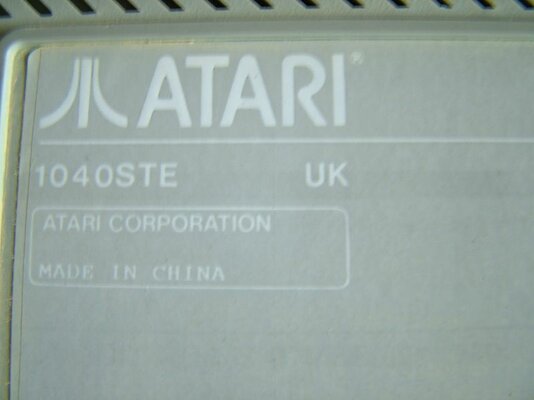 ATARI®
1040STE UK
ATARI CORPORATION
MADE IN CHINA